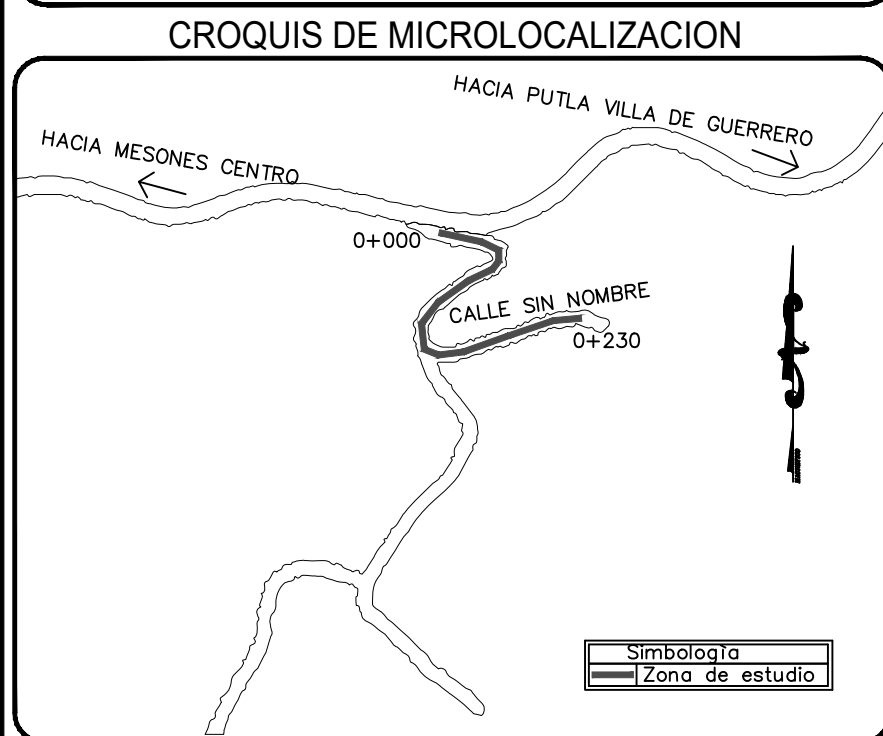 CROQUIS DE MICROLOCALIZACION
HACIA PUTLA VILLA DE GUERRERO
HACIA MESONES CENTRO
0+000
CALLE SIN NOMBRE
0+230
Simbologìa
Zona de estudio